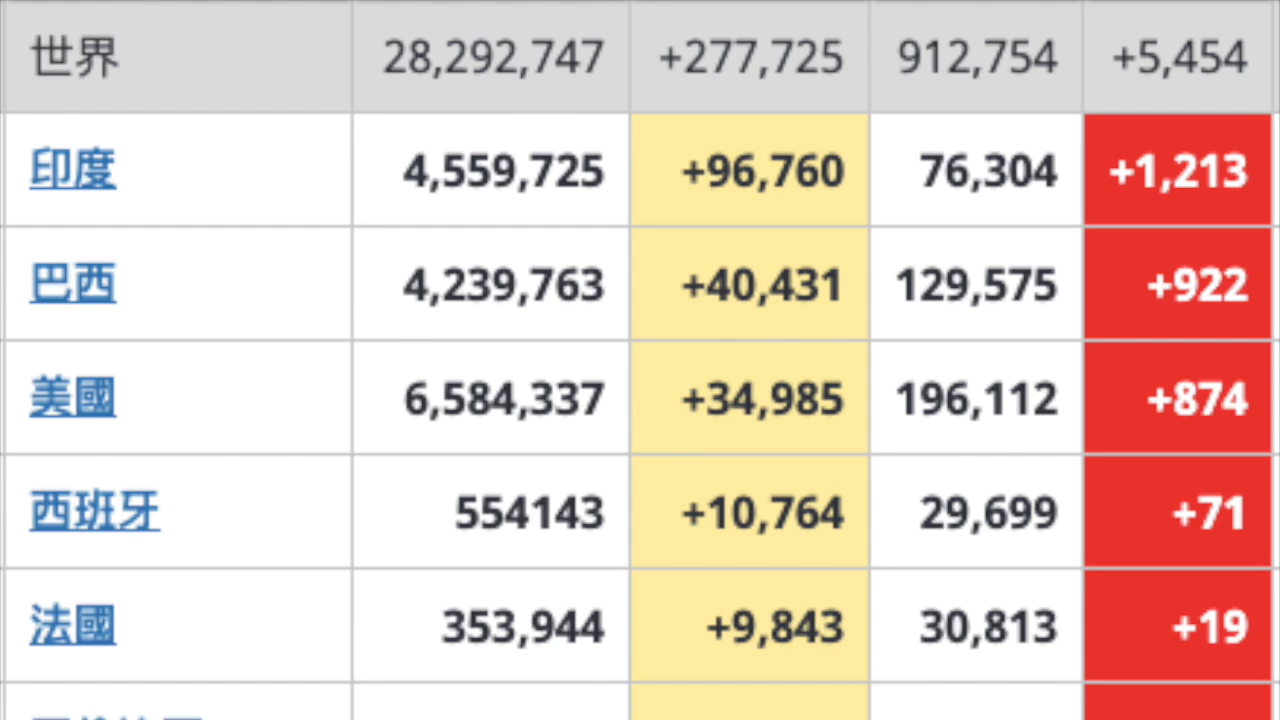 世界 28,292,747 +277,725 912,754 +5,454
印度 4,559,725 +96,760 76,304 +1,213
巴西 4,239,763 +40,431 129,575 +922
美國 6,584,337 +34,985 196,112 +874
西班牙 554143 +10,764 29,699 +71
法國 353,944 +9,843 30,813 +19